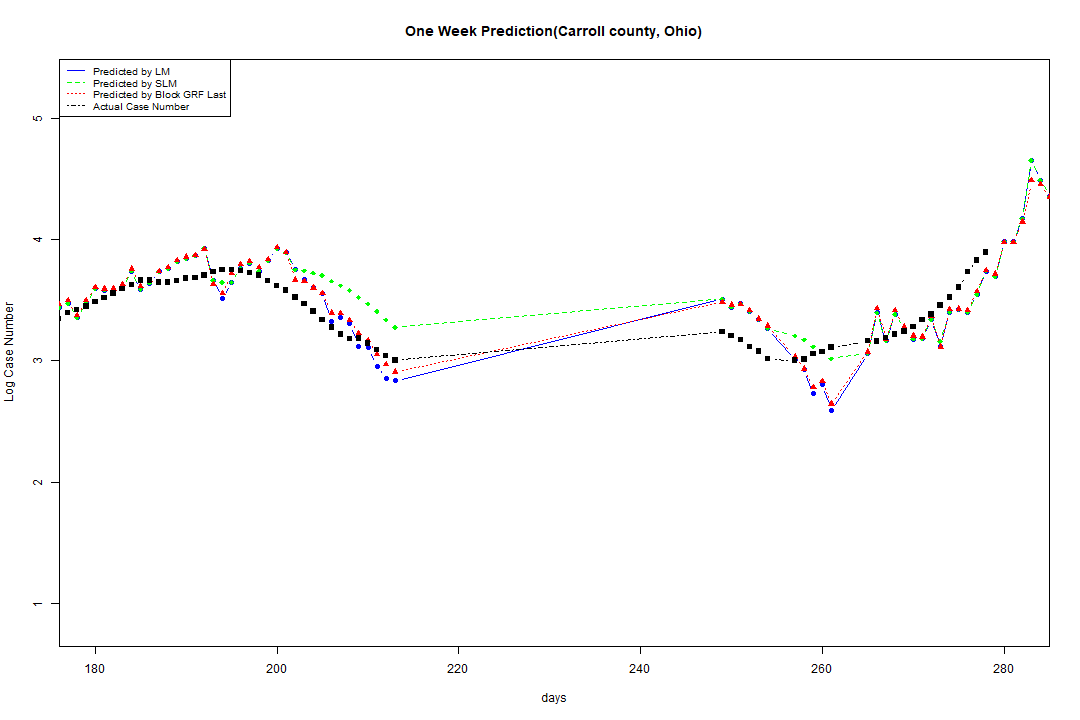 One Week Prediction(Carroll county, Ohio)
Predicted by LM
Predicted by SLM
Predicted by Block GRF Last
Actual Case Number
5
4
3
2
1
Log Case Number
180 200 220 240 260 280
days